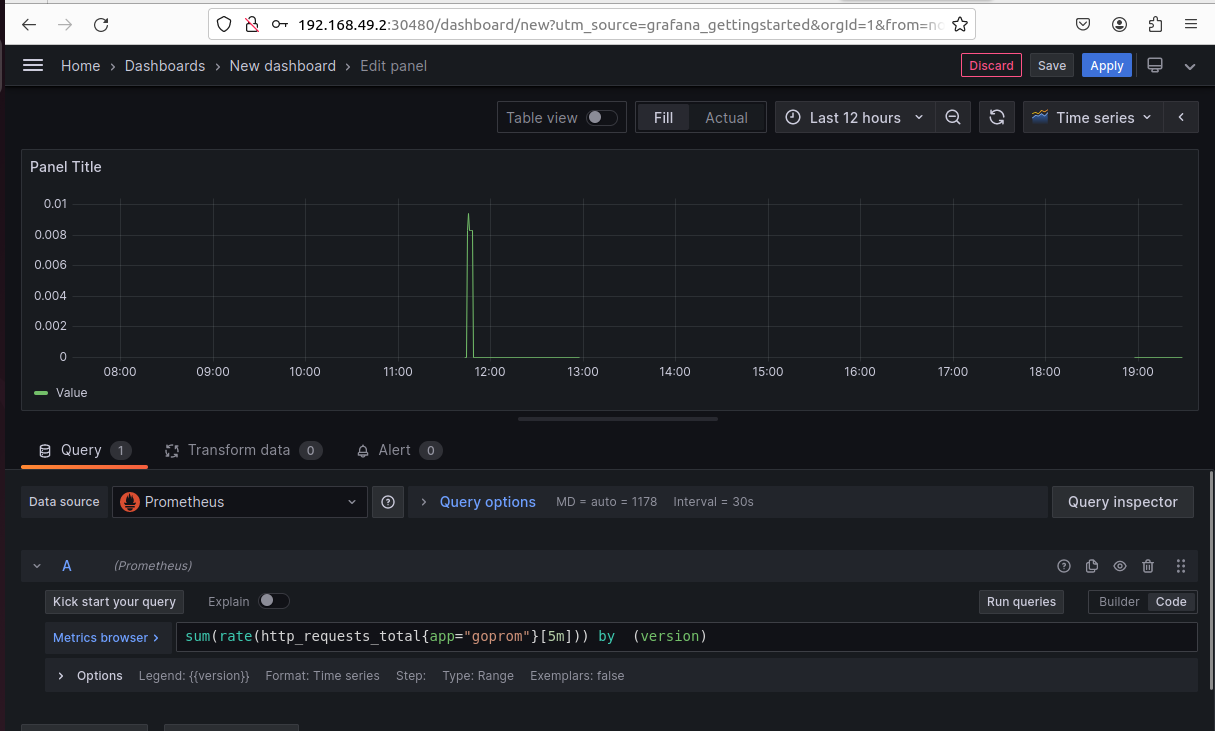 192.168.49.2:30480/dashboard/new?utm_source=grafana_gettingstarted&orgId=1&from=no
Home › Dashboards › New dashboard › Edit panel
Discard Save Apply
Table view Fill Actual Last 12 hours Time series
Panel Title
0.01
0.008
0.006
0.004
0.002
0
08:00 09:00 10:00 11:00 12:00 13:00 14:00 15:00 16:00 17:00 18:00 19:00
Value
Query 1 Transform data 0 Alert 0
Data source Prometheus Query options MD = auto = 1178 Interval = 30s Query inspector
A (Prometheus)
Kick start your query Explain Run queries Builder Code
Metrics browser › sum(rate(http_requests_total{app="goprom"}[5m])) by (version)
Options Legend: {{version}} Format: Time series Step: Type: Range Exemplars: false